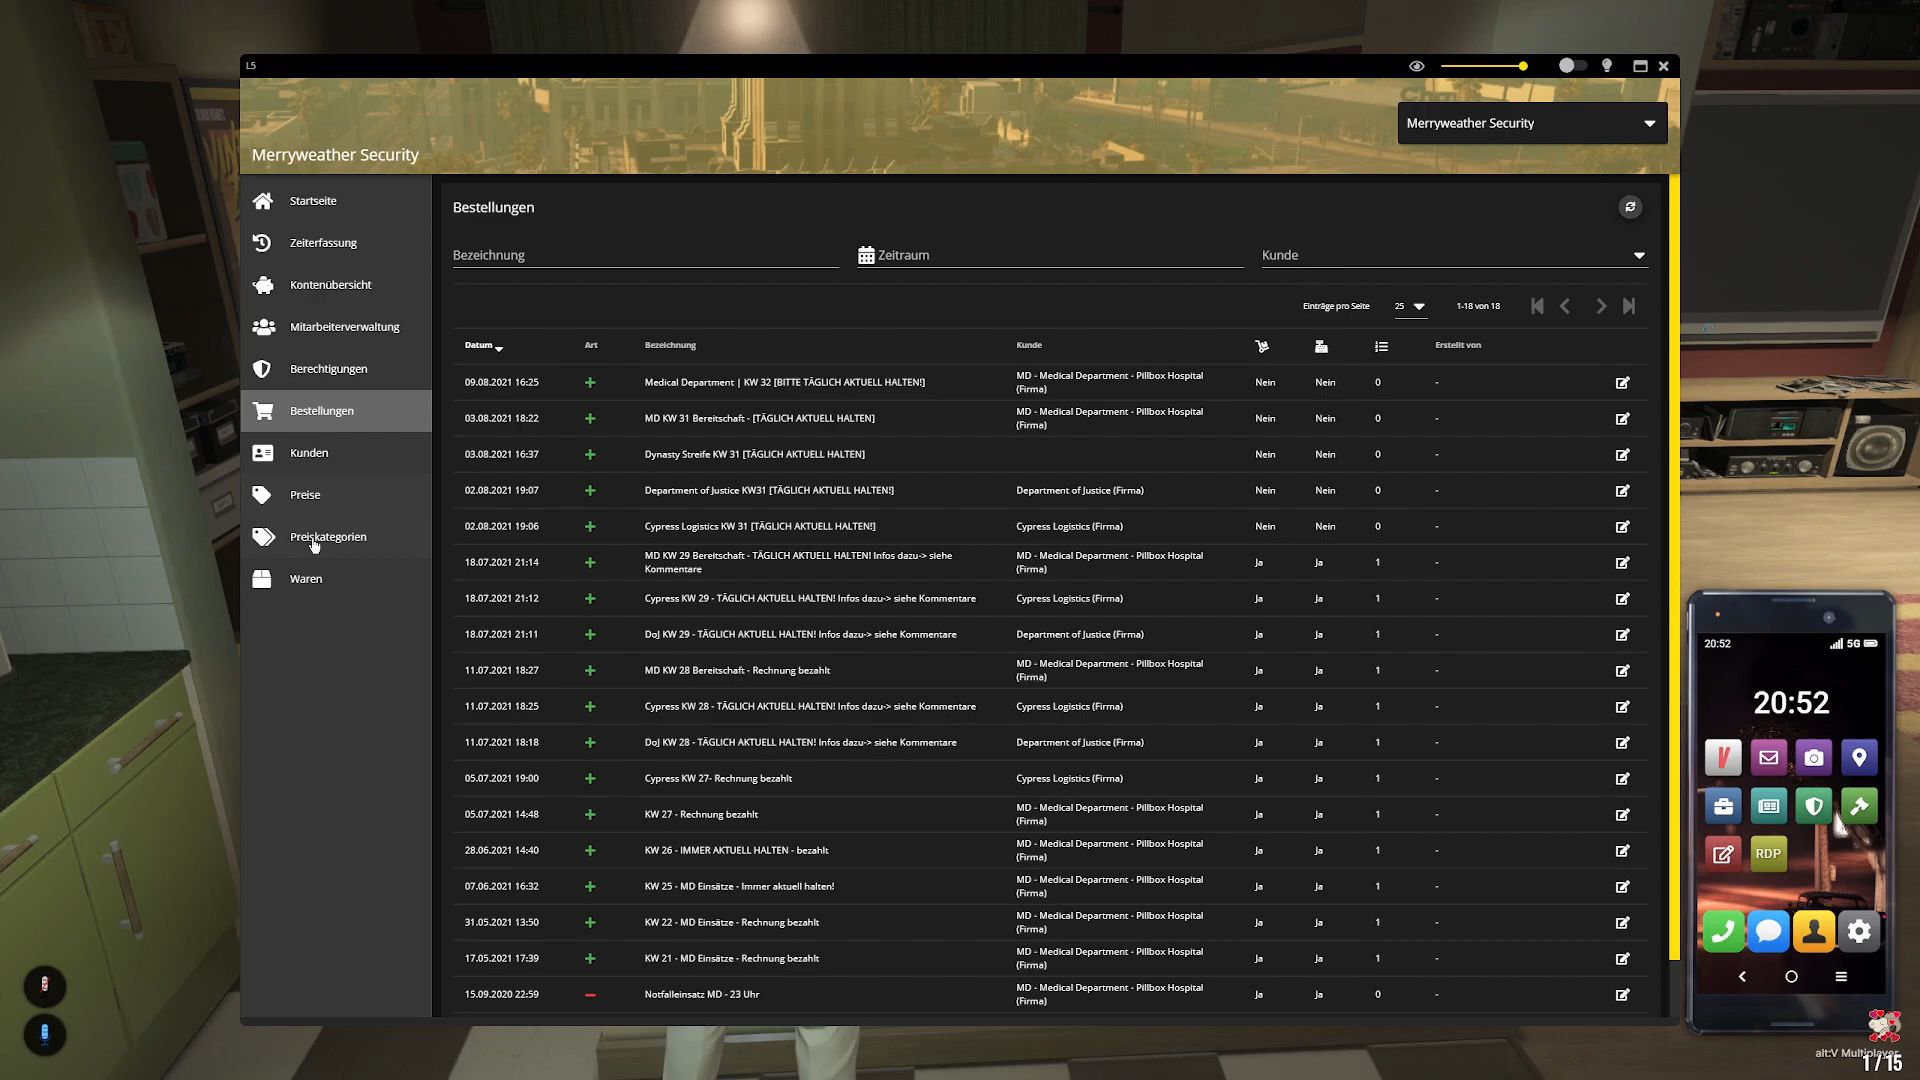 L5
Merryweather Security
Merryweather Security
Startseite
Zeiterfassung
Kontenübersicht
Mitarbeiterverwaltung
Berechtigungen
Bestellungen
Kunden
Preise
Preiskategorien
Waren
Bestellungen
Bezeichnung
Zeitraum
Kunde
Einträge pro Seite 25 1-18 von 18
Datum Art Bezeichnung Kunde Erstellt von
09.08.2021 16:25 + Medical Department | KW 32 [BITTE TÄGLICH AKTUELL HALTEN!] MD - Medical Department - Pillbox Hospital (Firma) Nein Nein 0 -
03.08.2021 18:22 + MD KW 31 Bereitschaft - [TÄGLICH AKTUELL HALTEN] MD - Medical Department - Pillbox Hospital (Firma) Nein Nein 0 -
03.08.2021 16:37 + Dynasty Streife KW 31 [TÄGLICH AKTUELL HALTEN] Nein Nein 0 -
02.08.2021 19:07 + Department of Justice KW31 [TÄGLICH AKTUELL HALTEN!] Department of Justice (Firma) Nein Nein 0 -
02.08.2021 19:06 + Cypress Logistics KW 31 [TÄGLICH AKTUELL HALTEN!] Cypress Logistics (Firma) Nein Nein 0 -
18.07.2021 21:14 + MD KW 29 Bereitschaft - TÄGLICH AKTUELL HALTEN! Infos dazu-> siehe Kommentare MD - Medical Department - Pillbox Hospital (Firma) Ja Ja 1 -
18.07.2021 21:12 + Cypress KW 29 - TÄGLICH AKTUELL HALTEN! Infos dazu-> siehe Kommentare Cypress Logistics (Firma) Ja Ja 1 -
18.07.2021 21:11 + DoJ KW 29 - TÄGLICH AKTUELL HALTEN! Infos dazu-> siehe Kommentare Department of Justice (Firma) Ja Ja 1 -
11.07.2021 18:27 + MD KW 28 Bereitschaft - Rechnung bezahlt MD - Medical Department - Pillbox Hospital (Firma) Ja Ja 1 -
11.07.2021 18:25 + Cypress KW 28 - TÄGLICH AKTUELL HALTEN! Infos dazu-> siehe Kommentare Cypress Logistics (Firma) Ja Ja 1 -
11.07.2021 18:18 + DoJ KW 28 - TÄGLICH AKTUELL HALTEN! Infos dazu-> siehe Kommentare Department of Justice (Firma) Ja Ja 1 -
05.07.2021 19:00 + Cypress KW 27- Rechnung bezahlt Cypress Logistics (Firma) Ja Ja 1 -
05.07.2021 14:48 + KW 27 - Rechnung bezahlt MD - Medical Department - Pillbox Hospital (Firma) Ja Ja 1 -
28.06.2021 14:40 + KW 26 - IMMER AKTUELL HALTEN - bezahlt MD - Medical Department - Pillbox Hospital (Firma) Ja Ja 1 -
07.06.2021 16:32 + KW 25 - MD Einsätze - Immer aktuell halten! MD - Medical Department - Pillbox Hospital (Firma) Ja Ja 1 -
31.05.2021 13:50 + KW 22 - MD Einsätze - Rechnung bezahlt MD - Medical Department - Pillbox Hospital (Firma) Ja Ja 1 -
17.05.2021 17:39 + KW 21 - MD Einsätze - Rechnung bezahlt MD - Medical Department - Pillbox Hospital (Firma) Ja Ja 1 -
15.09.2020 22:59 - Notfalleinsatz MD - 23 Uhr MD - Medical Department - Pillbox Hospital (Firma) Ja Ja 0 -
20:52 5G
20:52
RDP
alt:V Multiplayer
1 / 15